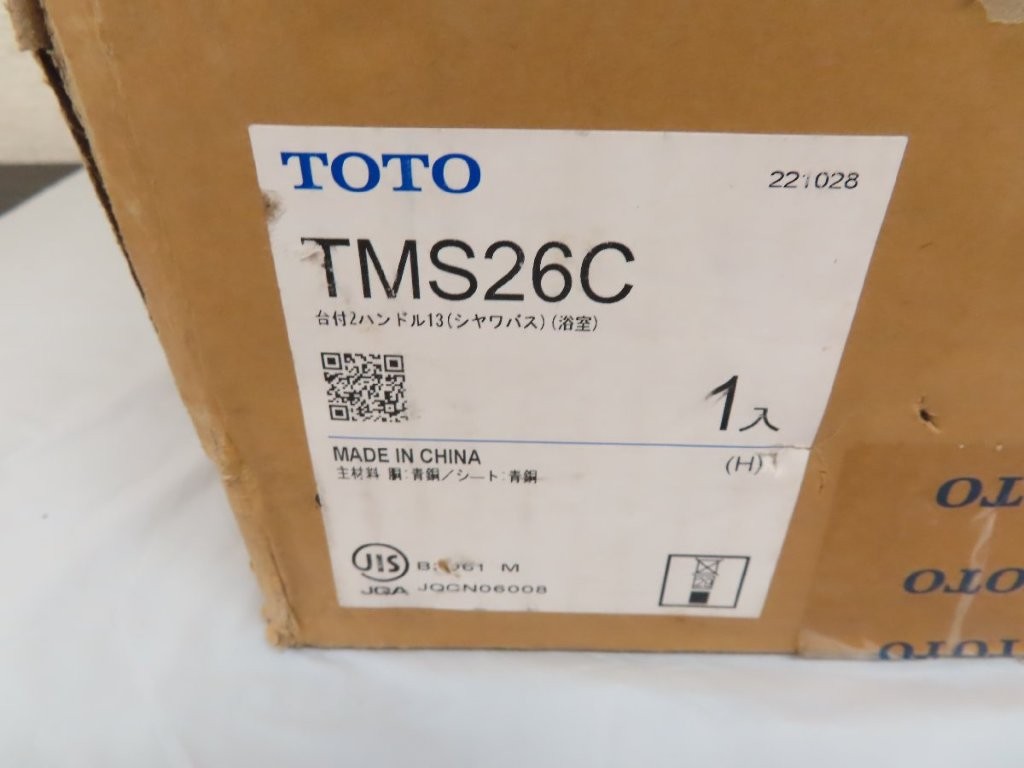 TOTO
221028
TMS26C
台付2ハンドル13(シヤワバス)(浴室)
1入
MADE IN CHINA
(H)
主材料 胴:青銅/シート:青銅
JIS
M
JQA JQCN06008
TOTO
TOTO
TOTO